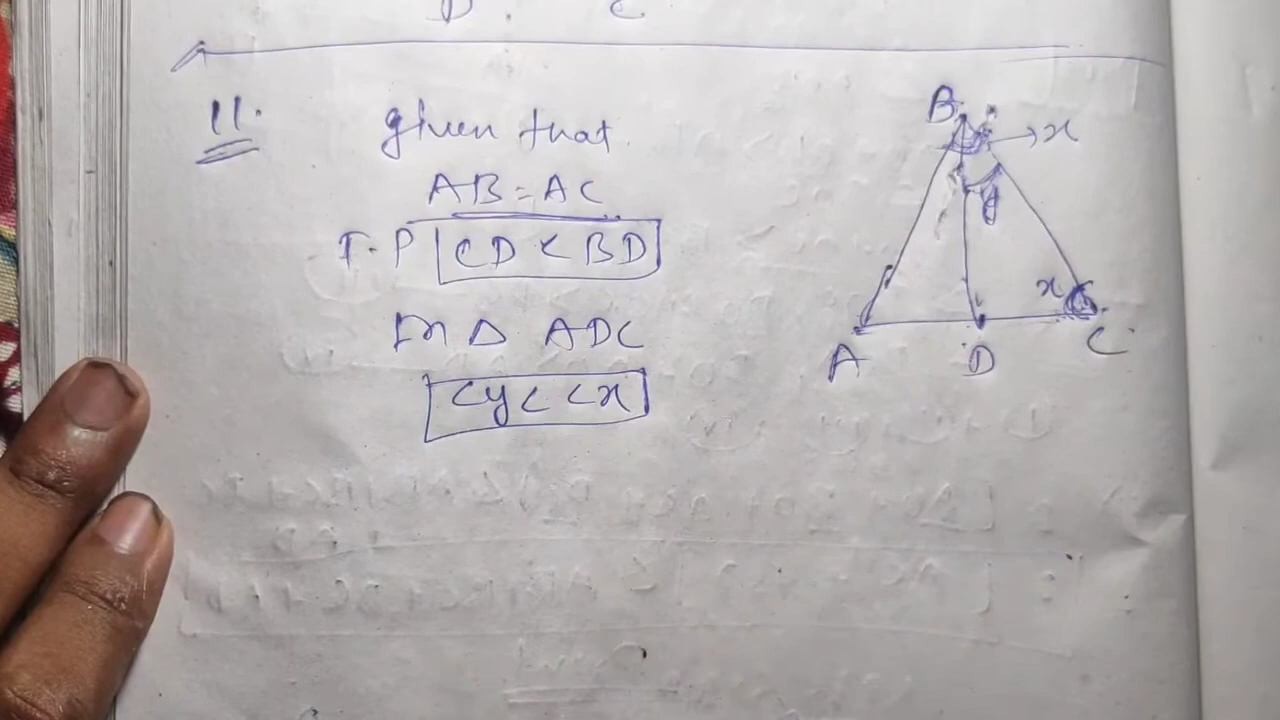 D C
11.
given that
AB = AC
T.P CD < BD
In Δ ADC
<y < <x
B
x
y
x
A D C